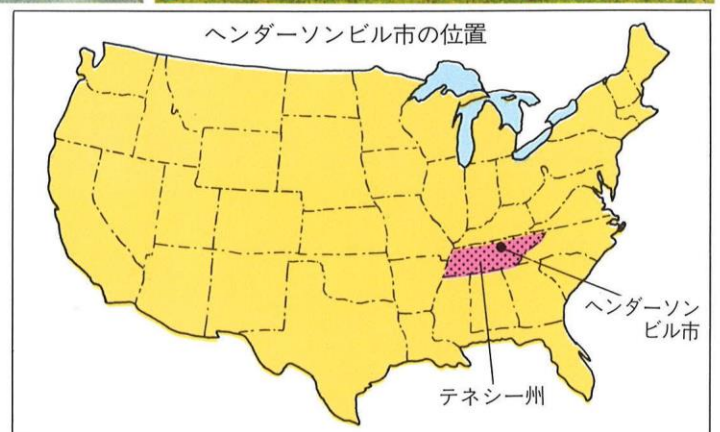 ヘンダーソンビル市の位置
ヘンダーソン
ビル市
テネシー州